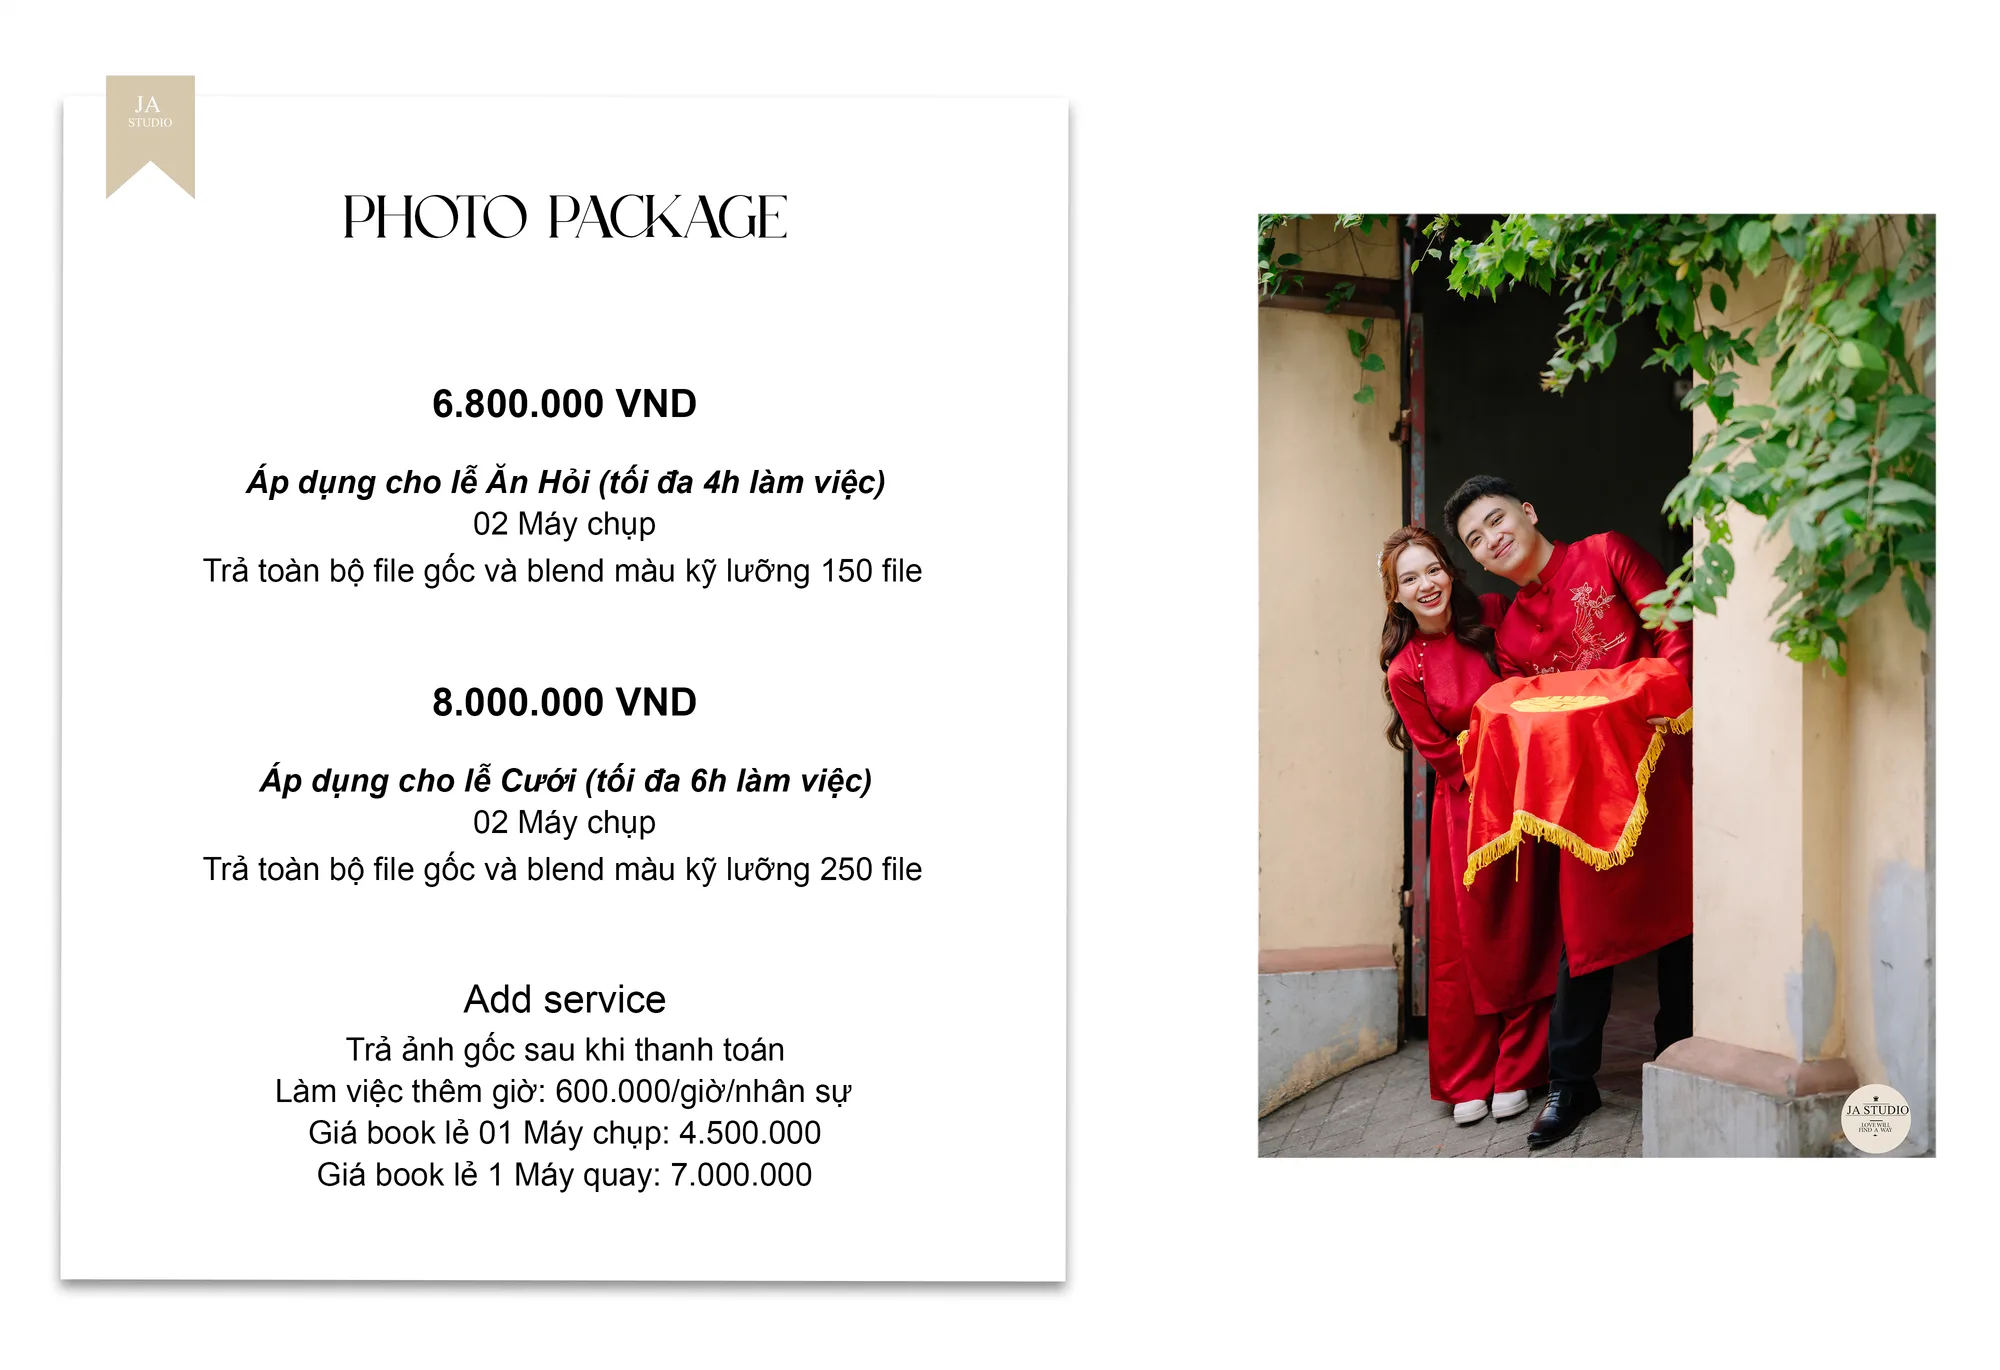 JA
STUDIO
PHOTO PACKAGE
6.800.000 VND
Áp dụng cho lễ Ăn Hỏi (tối đa 4h làm việc)
02 Máy chụp
Trả toàn bộ file gốc và blend màu kỹ lưỡng 150 file
8.000.000 VND
Áp dụng cho lễ Cưới (tối đa 6h làm việc)
02 Máy chụp
Trả toàn bộ file gốc và blend màu kỹ lưỡng 250 file
Add service
Trả ảnh gốc sau khi thanh toán
Làm việc thêm giờ: 600.000/giờ/nhân sự
Giá book lẻ 01 Máy chụp: 4.500.000
Giá book lẻ 1 Máy quay: 7.000.000
JA STUDIO
LOVE WILL
FIND A WAY